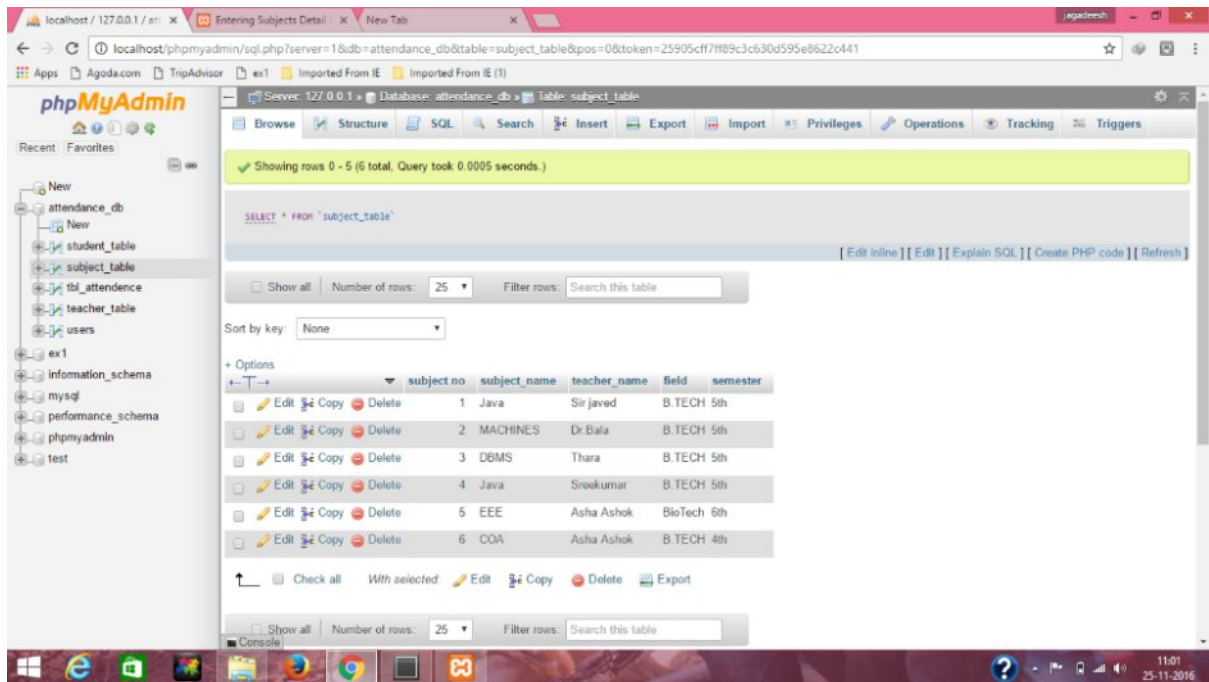 localhost / 127.0.0.1 / att
Entering Subjects Detail
New Tab
jagadeesh
localhost/phpmyadmin/sql.php?server=1&db=attendance_db&table=subject_table&pos=0&token=25905cff7ff89c3c630d595e8622c441
Apps Agoda.com TripAdvisor ex1 Imported From IE Imported From IE (1)
phpMyAdmin
Recent Favorites
New
attendance_db
New
student_table
subject_table
tbl_attendence
teacher_table
users
ex1
information_schema
mysql
performance_schema
phpmyadmin
test
Server: 127.0.0.1 » Database: attendance_db » Table: subject_table
Browse Structure SQL Search Insert Export Import Privileges Operations Tracking Triggers
Showing rows 0 - 5 (6 total, Query took 0.0005 seconds.)
SELECT * FROM `subject_table`
[ Edit inline ] [ Edit ] [ Explain SQL ] [ Create PHP code ] [ Refresh ]
Show all Number of rows: 25 Filter rows: Search this table
Sort by key: None
+ Options
←T→ subject no subject_name teacher_name field semester
Edit Copy Delete 1 Java Sir javed B.TECH 5th
Edit Copy Delete 2 MACHINES Dr.Bala B.TECH 5th
Edit Copy Delete 3 DBMS Thara B.TECH 5th
Edit Copy Delete 4 Java Sreekumar B.TECH 5th
Edit Copy Delete 5 EEE Asha Ashok BioTech 6th
Edit Copy Delete 6 COA Asha Ashok B.TECH 4th
Check all With selected: Edit Copy Delete Export
Show all Number of rows: 25 Filter rows: Search this table
Console
11:01
25-11-2016